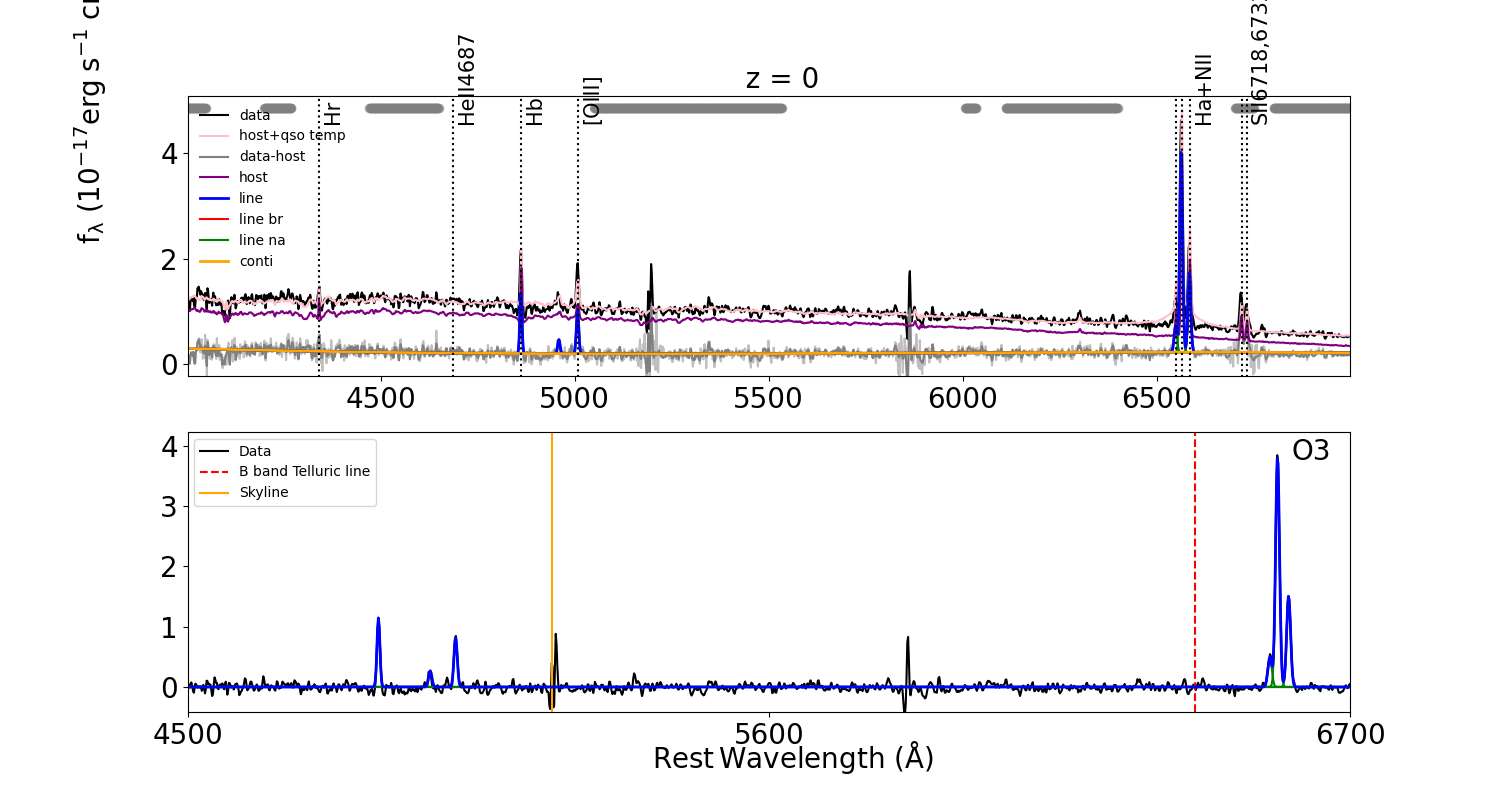 z = 0
f_λ (10^−17 erg s^−1
Hr
HeII4687
Hb
[OIII]
Ha+NII
SII6718,673
data
host+qso temp
data-host
host
line
line br
line na
conti
4
2
0
4500
5000
5500
6000
6500
O3
Data
B band Telluric line
Skyline
4
3
2
1
0
4500
5600
6700
Rest Wavelength (Å)